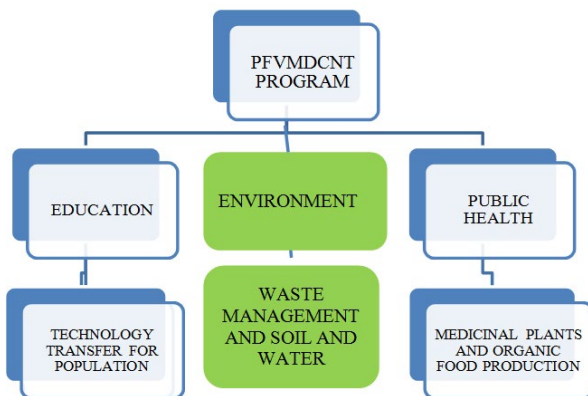 PFVMDCNT
PROGRAM
EDUCATION
ENVIRONMENT
PUBLIC
HEALTH
TECHNOLOGY
TRANSFER FOR
POPULATION
WASTE
MANAGEMENT
AND SOIL AND
WATER
MEDICINAL PLANTS
AND ORGANIC
FOOD PRODUCTION